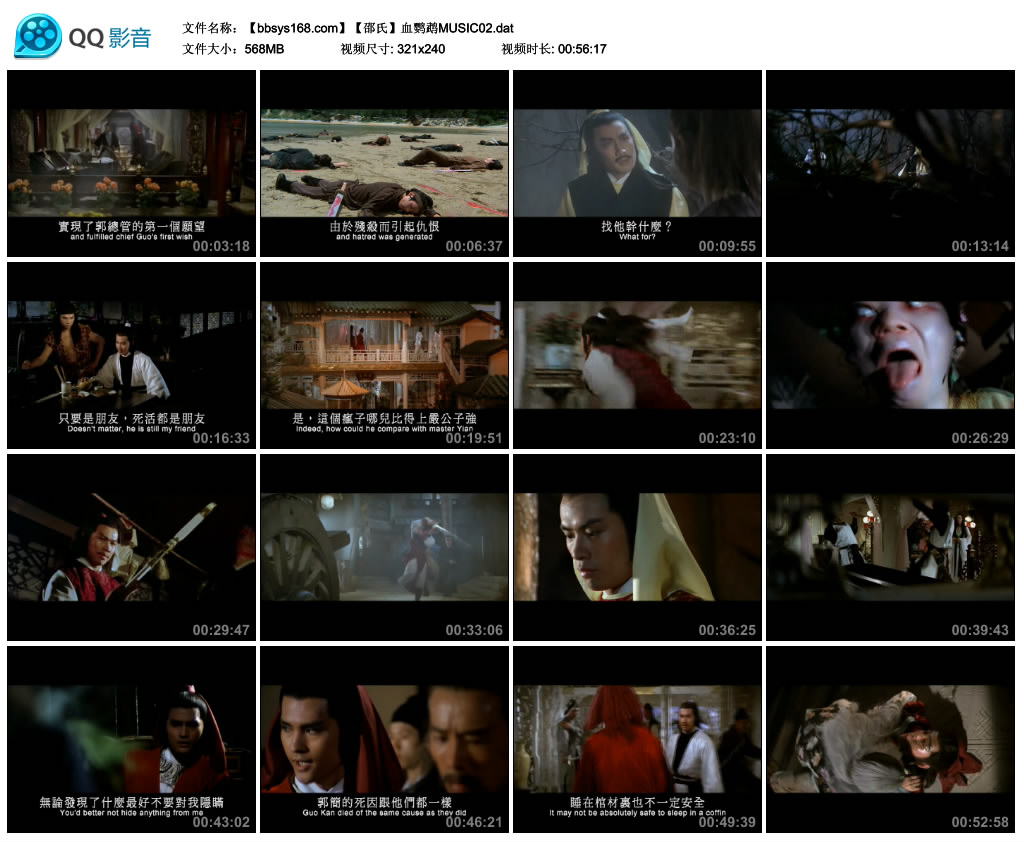 QQ 影音
文件名称: 【bbsys168.com】【邵氏】血鹦鹉MUSIC02.dat
文件大小: 568MB 视频尺寸: 321x240 视频时长: 00:56:17
實現了郭總管的第一個願望
and fulfilled chief Guo's first wish
00:03:18
由於殘殺而引起仇恨
and hatred was generated
00:06:37
找他幹什麼？
What for?
00:09:55
00:13:14
只要是朋友，死活都是朋友
Doesn't matter, he is still my friend
00:16:33
是，這個瘋子哪兒比得上嚴公子強
Indeed, how could he compare with master Yian
00:19:51
00:23:10
00:26:29
00:29:47
00:33:06
00:36:25
00:39:43
無論發現了什麼最好不要對我隱瞞
You'd better not hide anything from me
00:43:02
郭簡的死因跟他們都一樣
Guo Kan died of the same cause as they did
00:46:21
睡在棺材裏也不一定安全
It may not be absolutely safe to sleep in a coffin
00:49:39
00:52:58